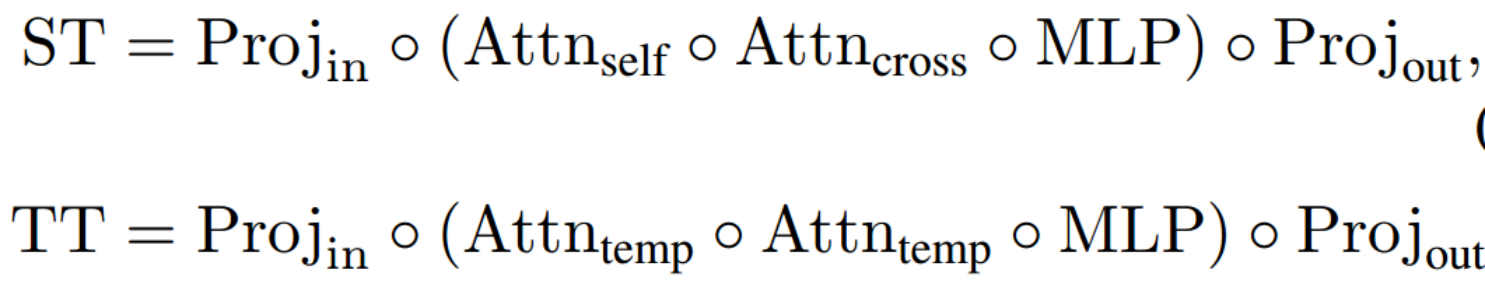 ST = Proj_in ∘ (Attn_self ∘ Attn_cross ∘ MLP) ∘ Proj_out,
(
TT = Proj_in ∘ (Attn_temp ∘ Attn_temp ∘ MLP) ∘ Proj_out